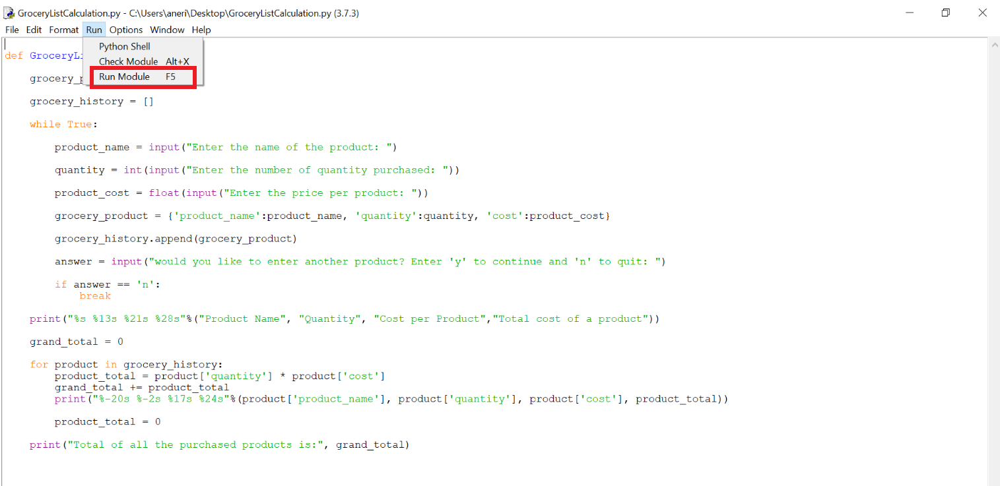 GroceryListCalculation.py - C:\Users\aneri\Desktop\GroceryListCalculation.py (3.7.3)
File Edit Format Run Options Window Help
Python Shell
def GroceryLi
Check Module Alt+X
Run Module F5
grocery_
grocery_history = []
while True:
product_name = input("Enter the name of the product: ")
quantity = int(input("Enter the number of quantity purchased: "))
product_cost = float(input("Enter the price per product: "))
grocery_product = {'product_name':product_name, 'quantity':quantity, 'cost':product_cost}
grocery_history.append(grocery_product)
answer = input("would you like to enter another product? Enter 'y' to continue and 'n' to quit: ")
if answer == 'n':
break
print("%s %13s %21s %28s"%("Product Name", "Quantity", "Cost per Product","Total cost of a product"))
grand_total = 0
for product in grocery_history:
product_total = product['quantity'] * product['cost']
grand_total += product_total
print("%-20s %-2s %17s %24s"%(product['product_name'], product['quantity'], product['cost'], product_total))
product_total = 0
print("Total of all the purchased products is:", grand_total)